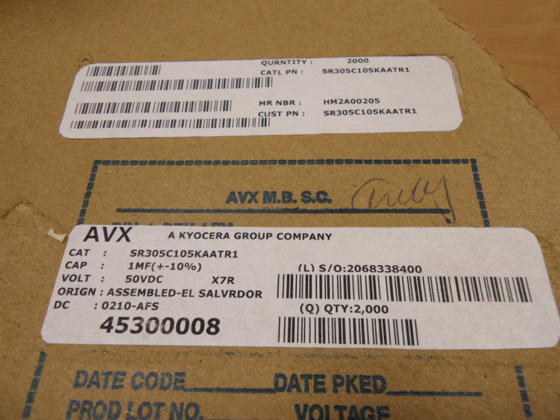 QURNTITY : 2000
CATL PN : SR305C105KAATR1
MR NBR : HM2A0020S
CUST PN : SR305C105KAATR1
AVX M.B. S.C.
AVX A KYOCERA GROUP COMPANY
CAT : SR305C105KAATR1
CAP : 1MF(+-10%)
VOLT : 50VDC X7R
(L) S/O:2068338400
ORIGN : ASSEMBLED-EL SALVRDOR
DC : 0210-AFS
(Q) QTY:2,000
45300008
DATE CODE DATE PKED
PROD LOT NO. VOLTAGE